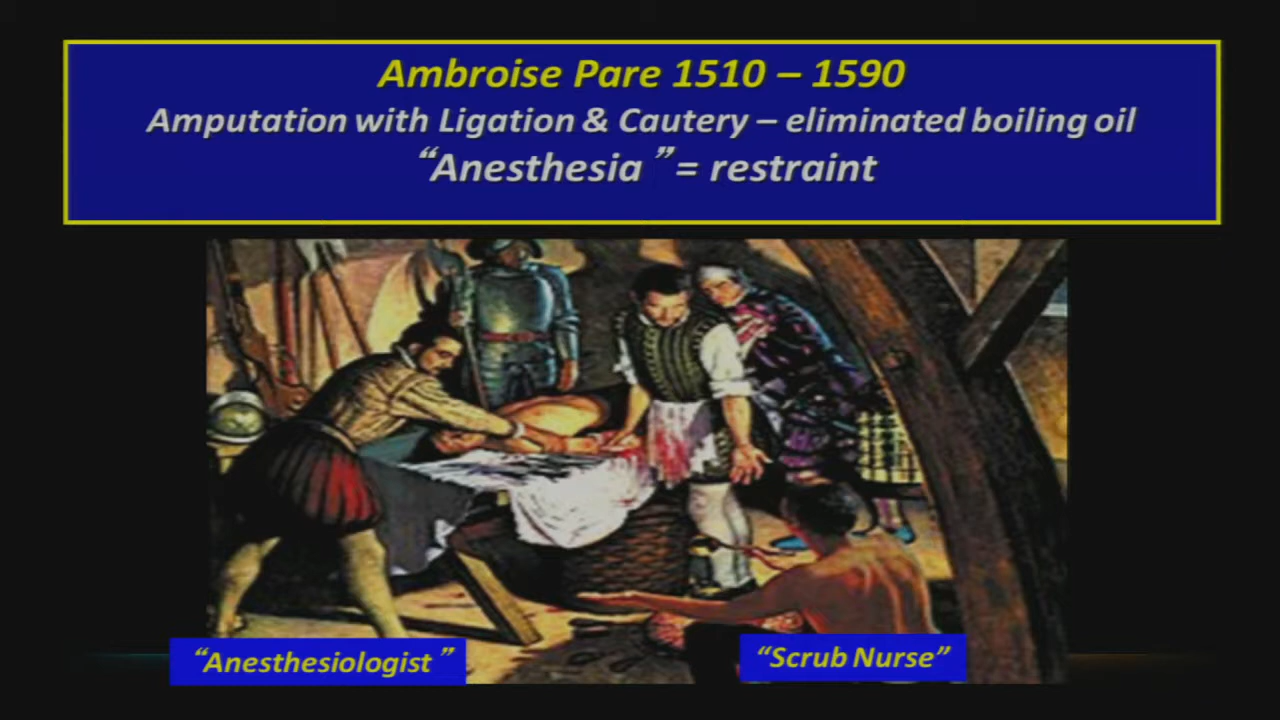 Ambroise Pare 1510 – 1590
Amputation with Ligation & Cautery – eliminated boiling oil
“Anesthesia ”= restraint
“Anesthesiologist ”
“Scrub Nurse”